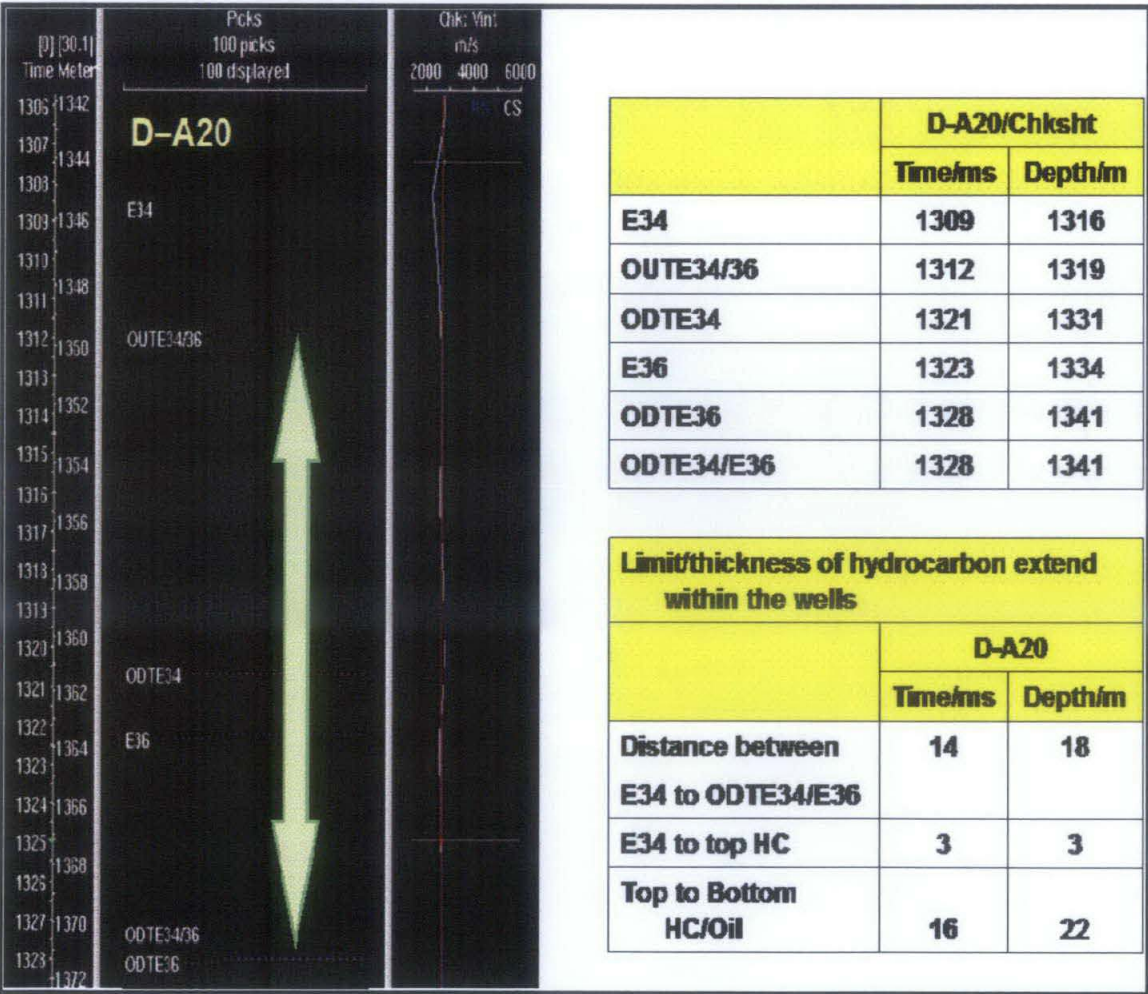 Picks
100 picks
100 displayed
[0] [30.1]
Time Meter
Chk: Vint
m/s
2000 4000 6000
CS
D–A20
1306 1342
1307
1344
1308
1309 1346
1310
1311 1348
1312
1350
1313
1314 1352
1315
1354
1316
1317 1356
1318
1358
1319
1320 1360
1321 1362
1322
1364
1323
1324 1366
1325
1368
1326
1327 1370
1328
1372
E34
OUTE34/36
ODTE34
E36
ODTE34/36
ODTE36
D-A20/Chksht
Time/ms Depth/m
E34 1309 1316
OUTE34/36 1312 1319
ODTE34 1321 1331
E36 1323 1334
ODTE36 1328 1341
ODTE34/E36 1328 1341
Limit/thickness of hydrocarbon extend
within the wells
D-A20
Time/ms Depth/m
Distance between 14 18
E34 to ODTE34/E36
E34 to top HC 3 3
Top to Bottom
HC/Oil 16 22